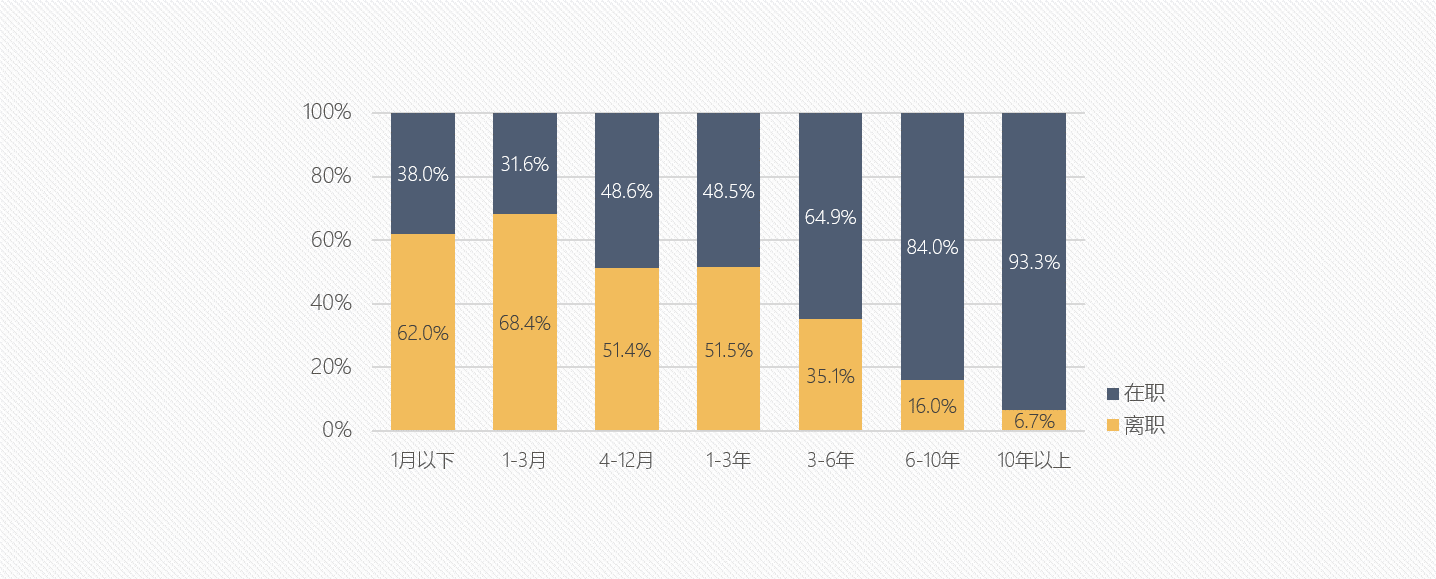 100%
80%
60%
40%
20%
0%
38.0%
31.6%
48.6%
48.5%
64.9%
84.0%
93.3%
62.0%
68.4%
51.4%
51.5%
35.1%
16.0%
6.7%
1月以下
1-3月
4-12月
1-3年
3-6年
6-10年
10年以上
在职
离职